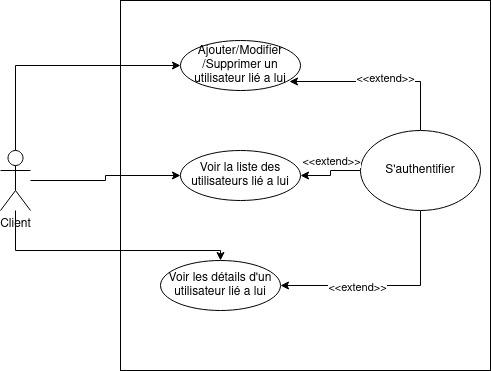 Ajouter/Modifier
/Supprimer un
utilisateur lié a lui
<<extend>>
<<extend>>
Voir la liste des
utilisateurs lié a lui
S'authentifier
Client
Voir les détails d'un
utilisateur lié a lui
<<extend>>